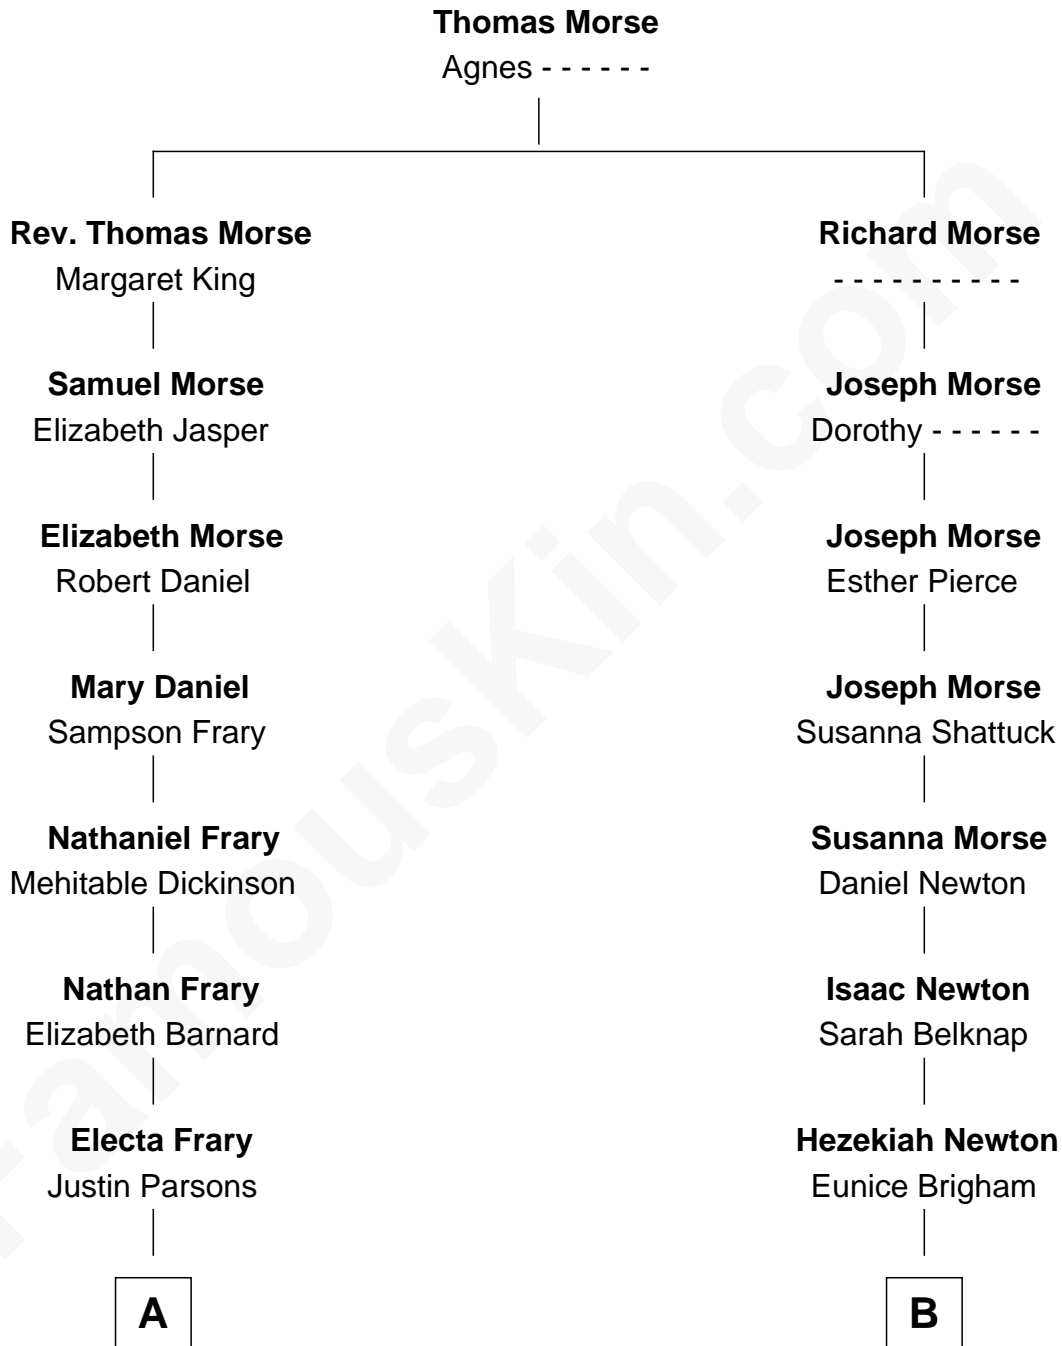 Thomas Morse
Agnes - - - - - -
Rev. Thomas Morse
Margaret King
Samuel Morse
Elizabeth Jasper
Elizabeth Morse
Robert Daniel
Mary Daniel
Sampson Frary
Nathaniel Frary
Mehitable Dickinson
Nathan Frary
Elizabeth Barnard
Electa Frary
Justin Parsons
A
Richard Morse
- - - - - - - - - -
Joseph Morse
Dorothy - - - - - -
Joseph Morse
Esther Pierce
Joseph Morse
Susanna Shattuck
Susanna Morse
Daniel Newton
Isaac Newton
Sarah Belknap
Hezekiah Newton
Eunice Brigham
B
FamousKin.com